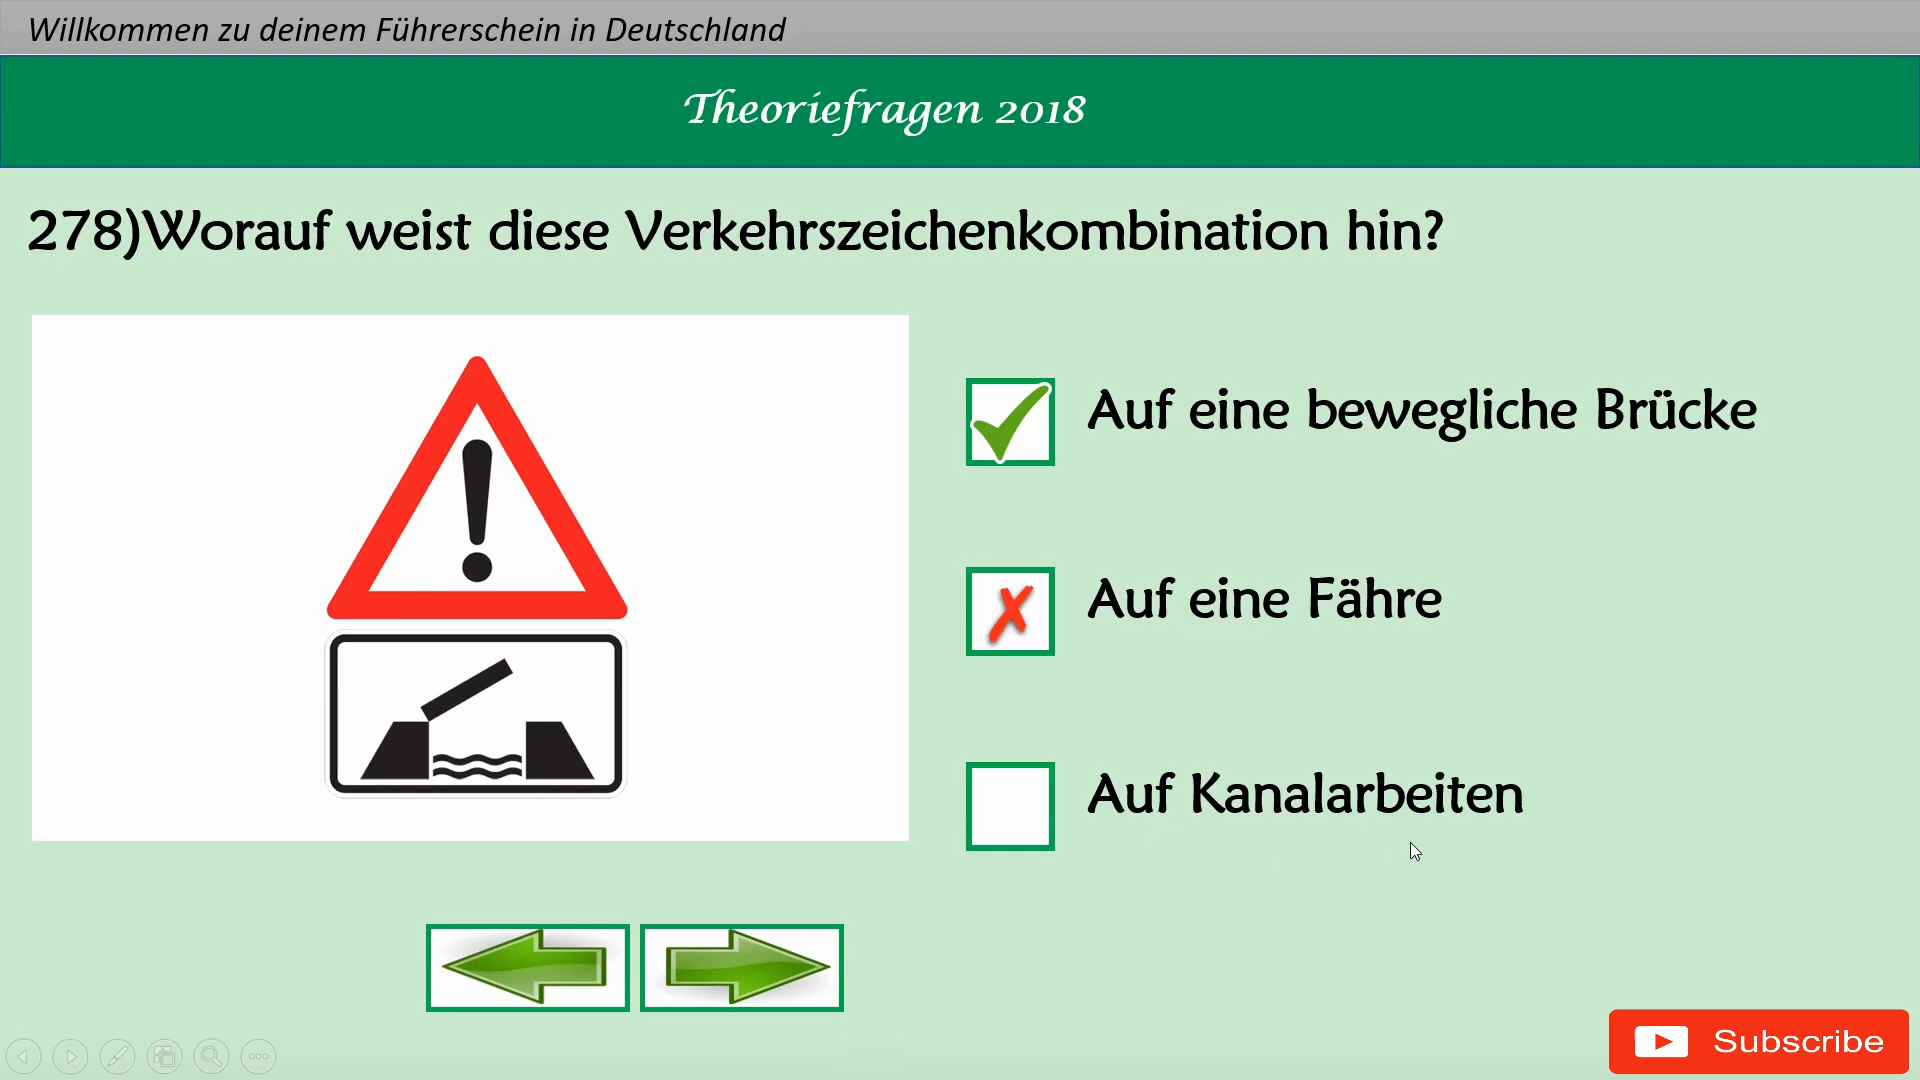 Willkommen zu deinem Führerschein in Deutschland
Theoriefragen 2018
278)Worauf weist diese Verkehrszeichenkombination hin?
Auf eine bewegliche Brücke
Auf eine Fähre
Auf Kanalarbeiten
Subscribe